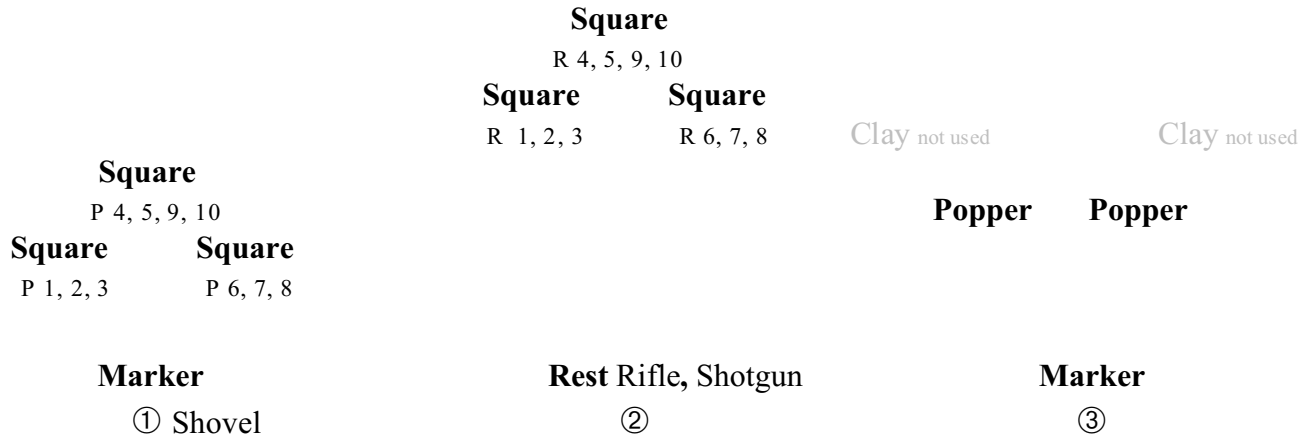 Square
R 4, 5, 9, 10
Square Square
R 1, 2, 3 R 6, 7, 8 Clay not used Clay not used
Square
P 4, 5, 9, 10 Popper Popper
Square Square
P 1, 2, 3 P 6, 7, 8
Marker Rest Rifle, Shotgun Marker
① Shovel ② ③